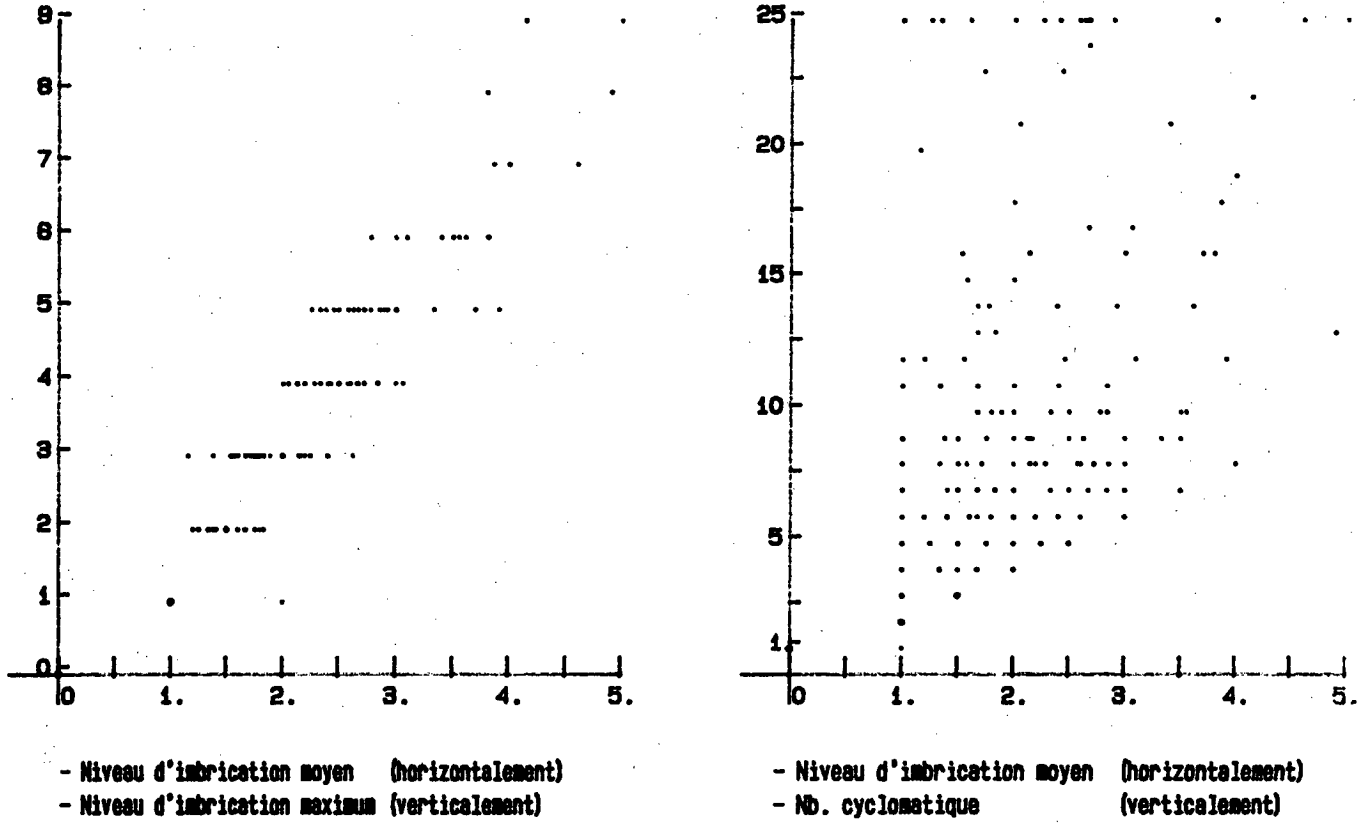 9
8
7
6
5
4
3
2
1
0
0 1. 2. 3. 4. 5.
- Niveau d'imbrication moyen (horizontalement)
- Niveau d'imbrication maximum (verticalement)
25
20
15
10
5
1
0 1. 2. 3. 4. 5.
- Niveau d'imbrication moyen (horizontalement)
- Nb. cyclomatique (verticalement)